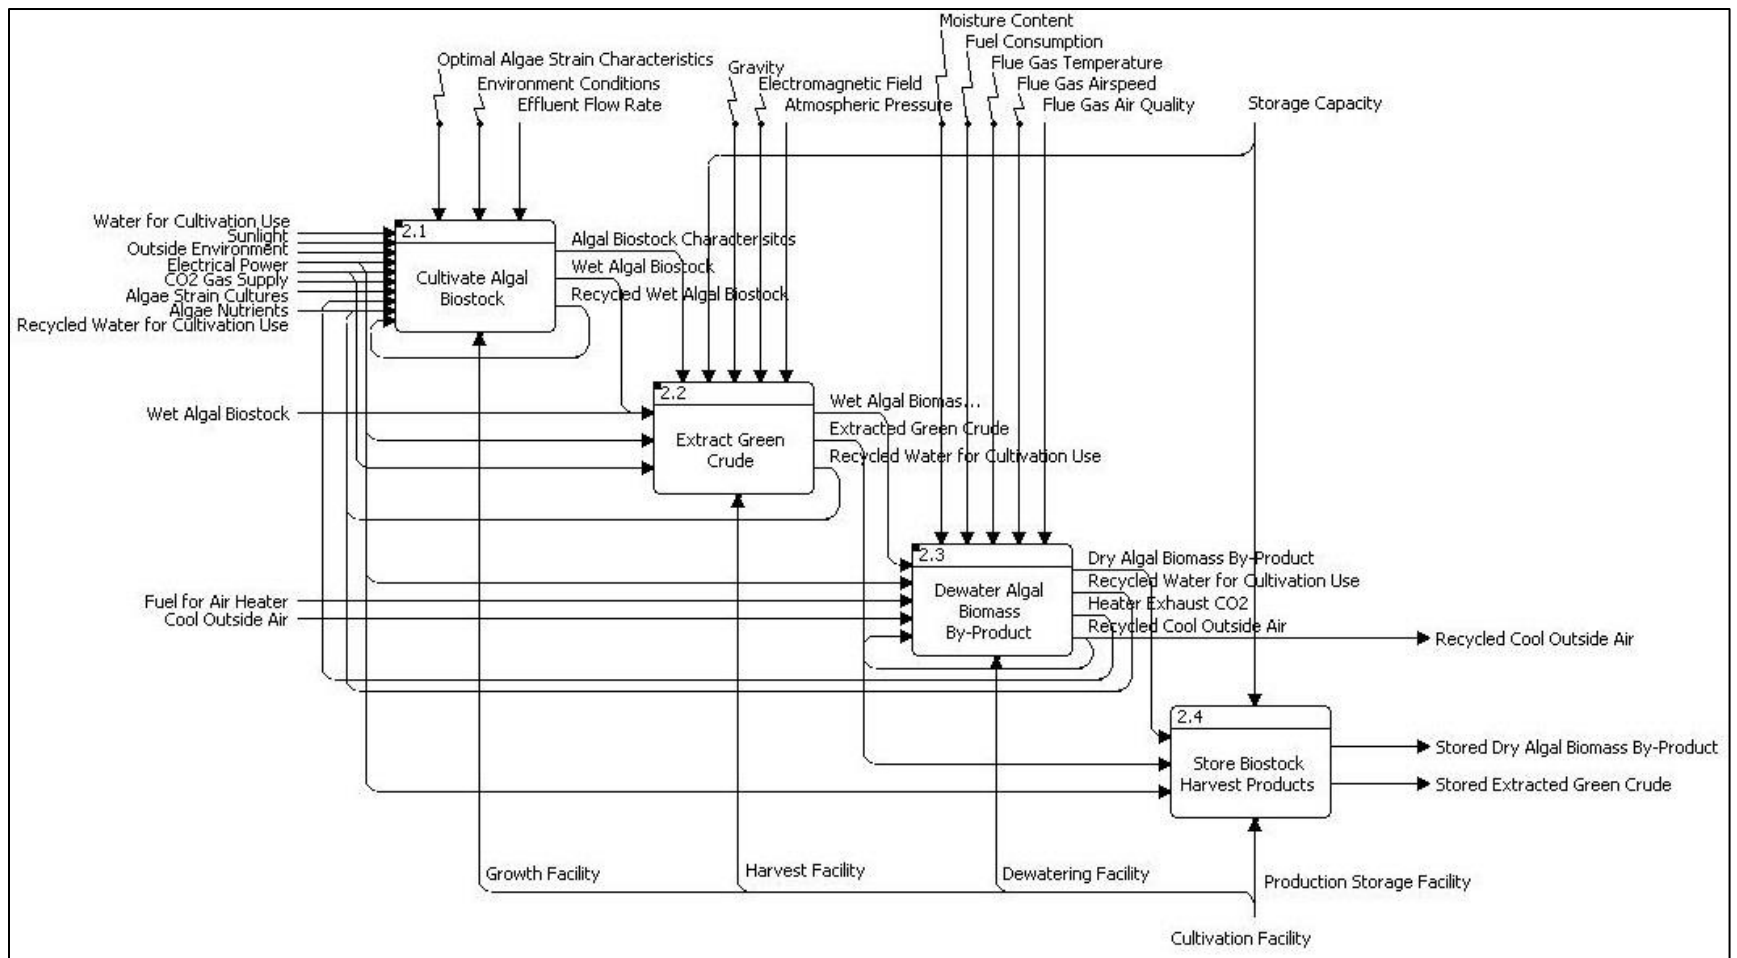 Moisture Content
Fuel Consumption
Optimal Algae Strain Characteristics
Gravity
Flue Gas Temperature
Environment Conditions
Electromagnetic Field
Flue Gas Airspeed
Effluent Flow Rate
Atmospheric Pressure
Flue Gas Air Quality
Storage Capacity
Water for Cultivation Use
Sunlight
Outside Environment
Electrical Power
CO2 Gas Supply
Algae Strain Cultures
Algae Nutrients
Recycled Water for Cultivation Use
2.1
Cultivate Algal
Biostock
Algal Biostock Characterisitcs
Wet Algal Biostock
Recycled Wet Algal Biostock
Wet Algal Biostock
2.2
Extract Green
Crude
Wet Algal Biomas...
Extracted Green Crude
Recycled Water for Cultivation Use
Fuel for Air Heater
Cool Outside Air
2.3
Dewater Algal
Biomass
By-Product
Dry Algal Biomass By-Product
Recycled Water for Cultivation Use
Heater Exhaust CO2
Recycled Cool Outside Air
Recycled Cool Outside Air
2.4
Store Biostock
Harvest Products
Stored Dry Algal Biomass By-Product
Stored Extracted Green Crude
Growth Facility
Harvest Facility
Dewatering Facility
Production Storage Facility
Cultivation Facility